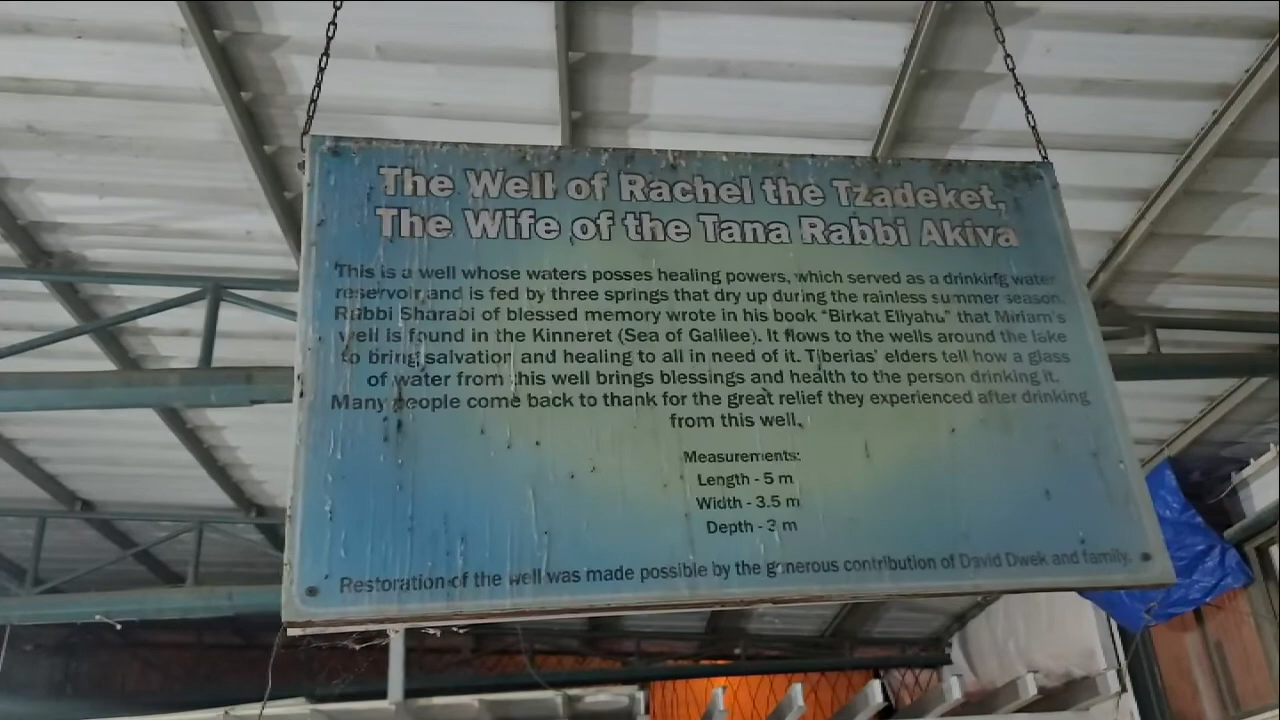 The Well of Rachel the Tzadeket,
The Wife of the Tana Rabbi Akiva
This is a well whose waters posses healing powers, which served as a drinking water
reservoir and is fed by three springs that dry up during the rainless summer season.
Rabbi Sharabi of blessed memory wrote in his book "Birkat Eliyahu" that Miriam's
well is found in the Kinneret (Sea of Galilee). It flows to the wells around the lake
to bring salvation and healing to all in need of it. Tiberias' elders tell how a glass
of water from this well brings blessings and health to the person drinking it.
Many people come back to thank for the great relief they experienced after drinking
from this well.
Measurements:
Length - 5 m
Width - 3.5 m
Depth - 3 m
Restoration of the well was made possible by the generous contribution of David Dwek and family.